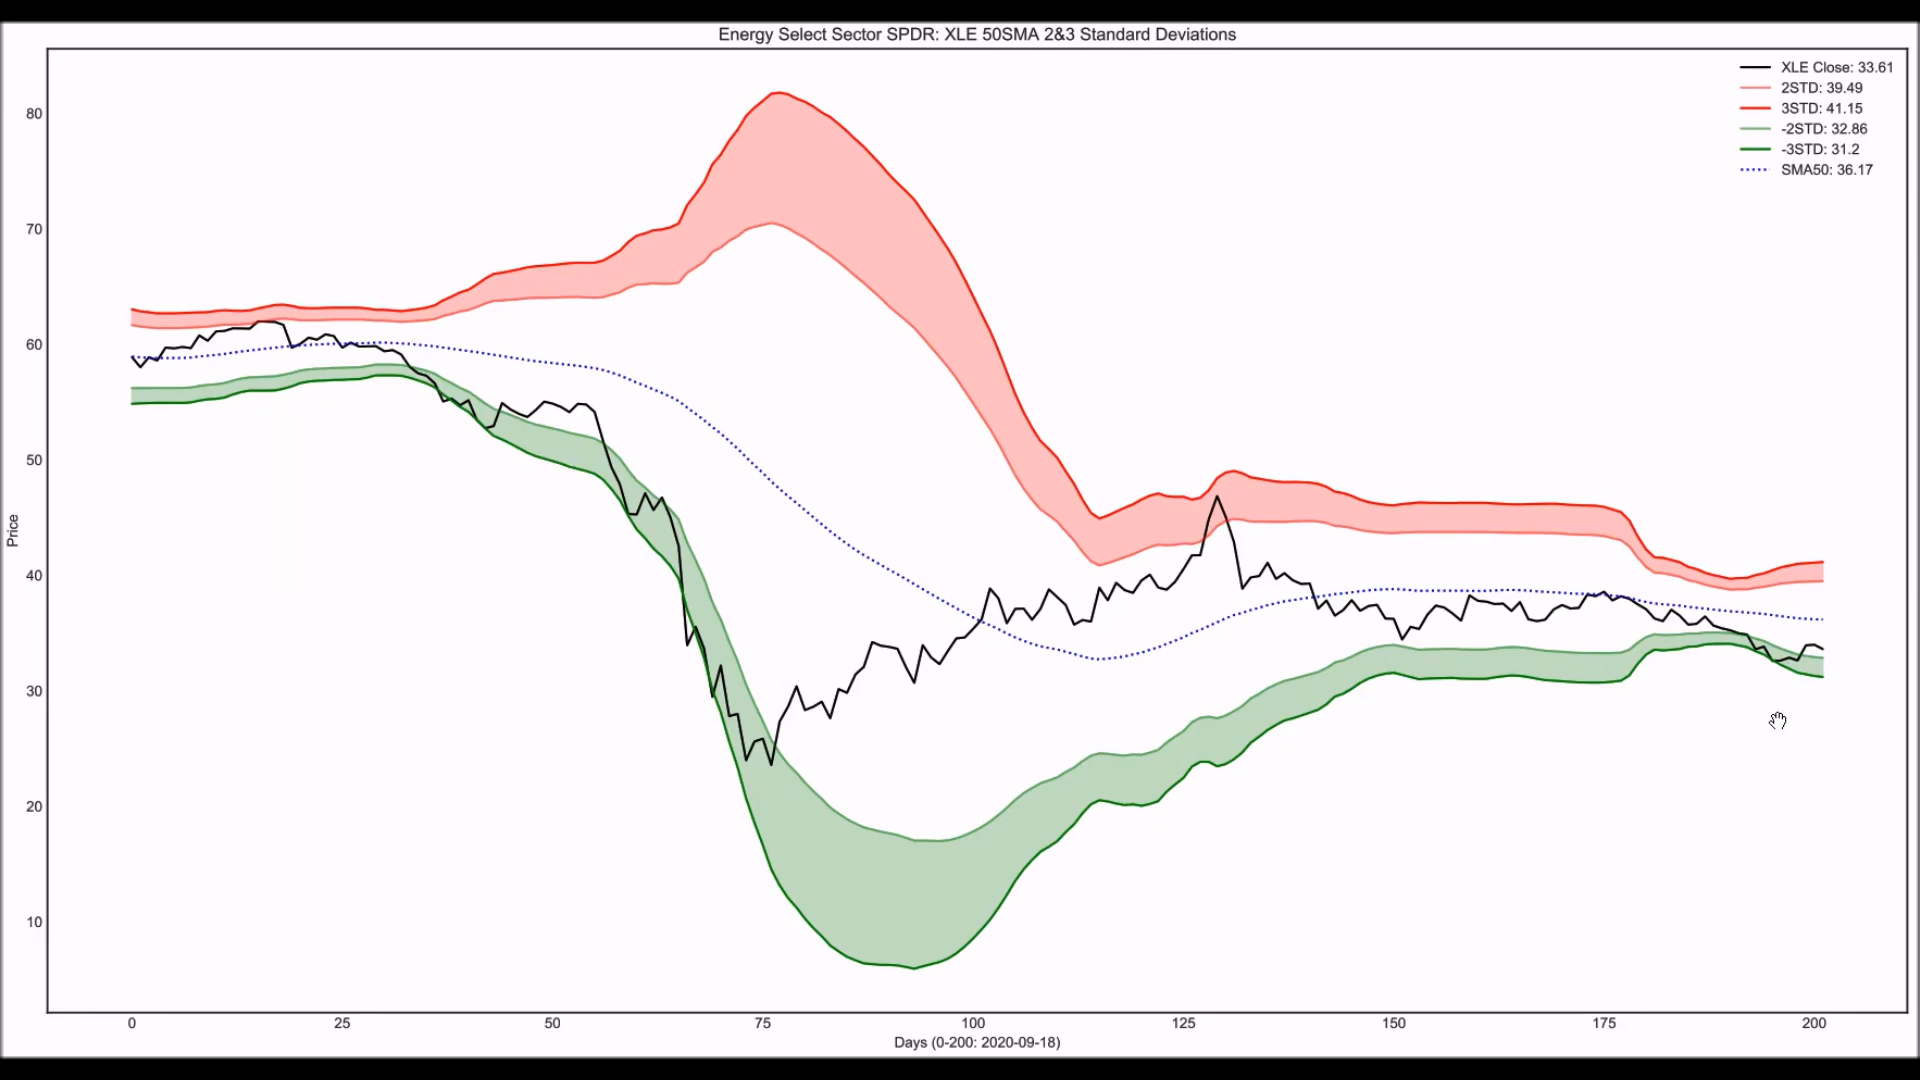 Energy Select Sector SPDR: XLE 50SMA 2&3 Standard Deviations
XLE Close: 33.61
2STD: 39.49
3STD: 41.15
-2STD: 32.86
-3STD: 31.2
SMA50: 36.17
80
70
60
50
40
30
20
10
Price
0 25 50 75 100 125 150 175 200
Days (0-200: 2020-09-18)